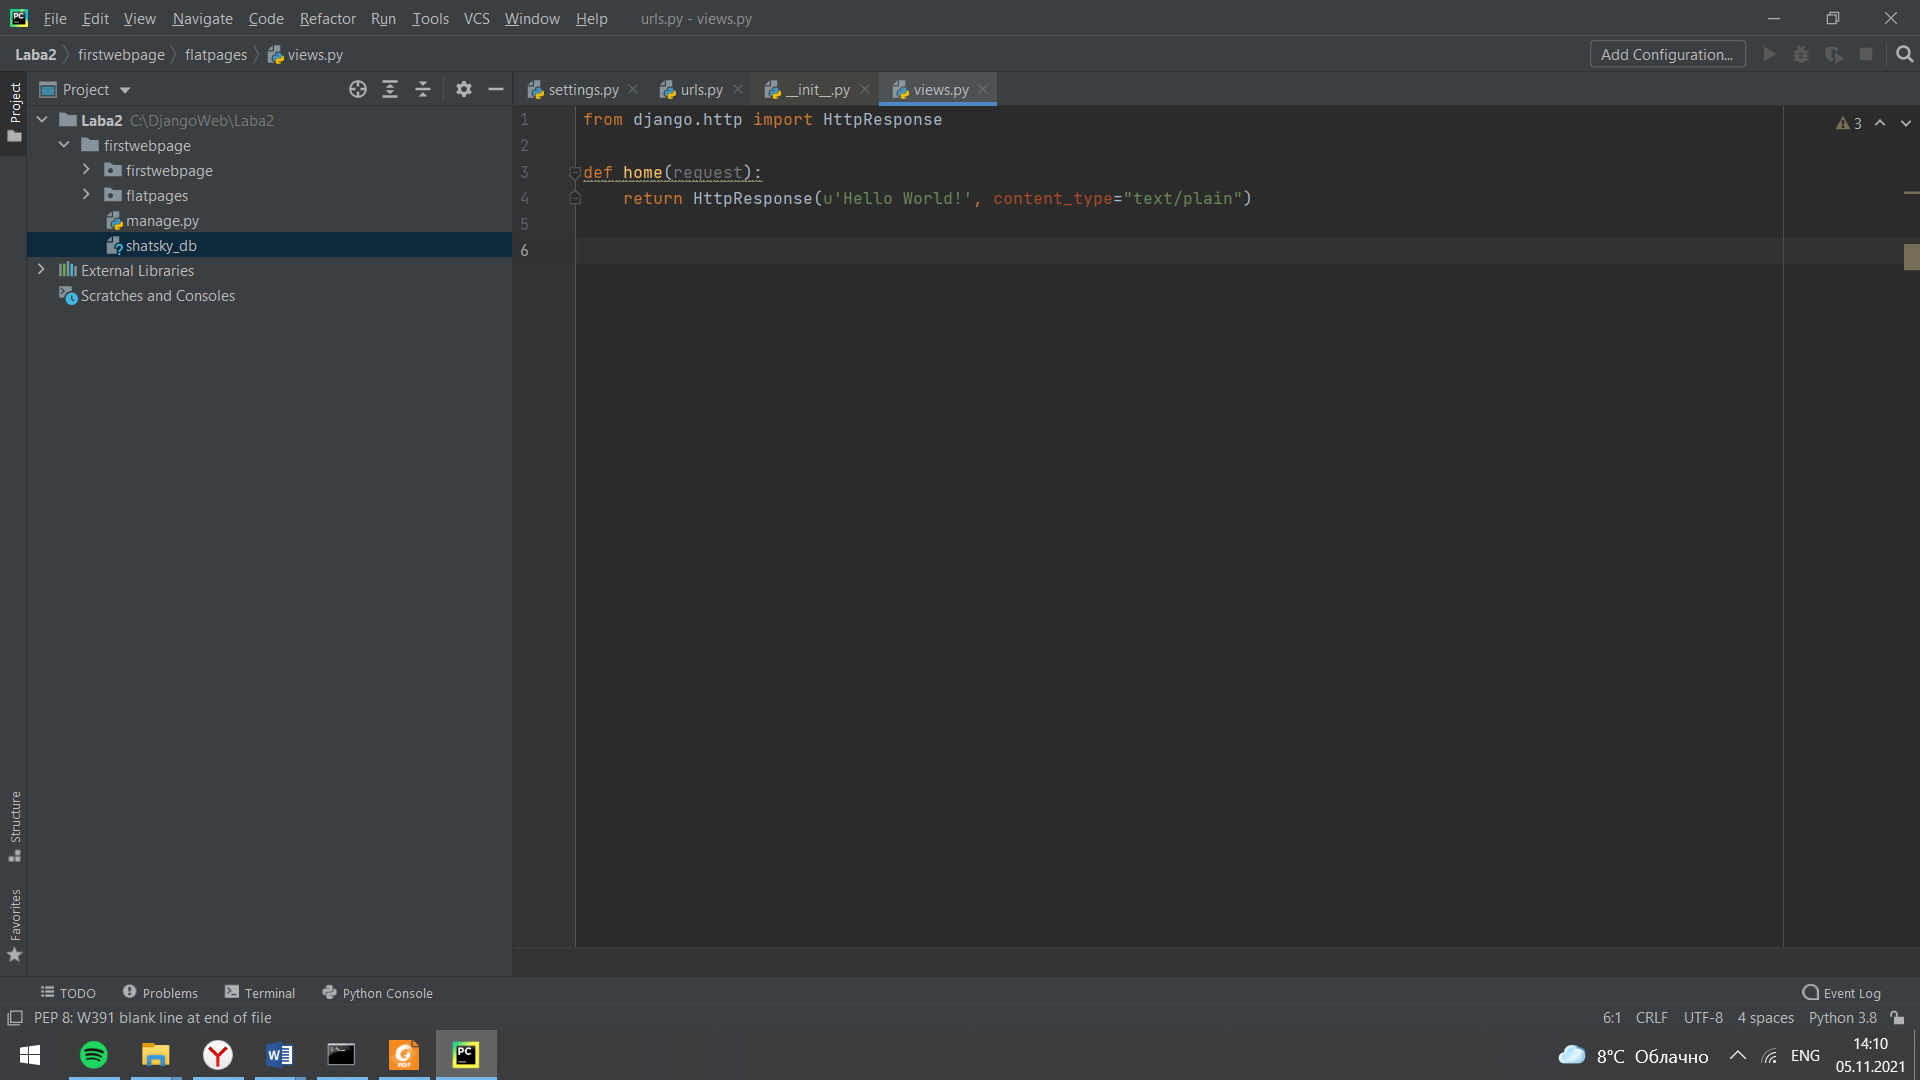 File Edit View Navigate Code Refactor Run Tools VCS Window Help urls.py - views.py
Laba2 firstwebpage flatpages views.py Add Configuration...
Project
Project settings.py urls.py __init__.py views.py
Laba2 C:\DjangoWeb\Laba2
firstwebpage
firstwebpage
flatpages
manage.py
shatsky_db
External Libraries
Scratches and Consoles
1 from django.http import HttpResponse
2
3 def home(request):
4 return HttpResponse(u'Hello World!', content_type="text/plain")
5
6
3
Structure
Favorites
TODO Problems Terminal Python Console Event Log
PEP 8: W391 blank line at end of file 6:1 CRLF UTF-8 4 spaces Python 3.8
8°C Облачно ENG 14:10
05.11.2021